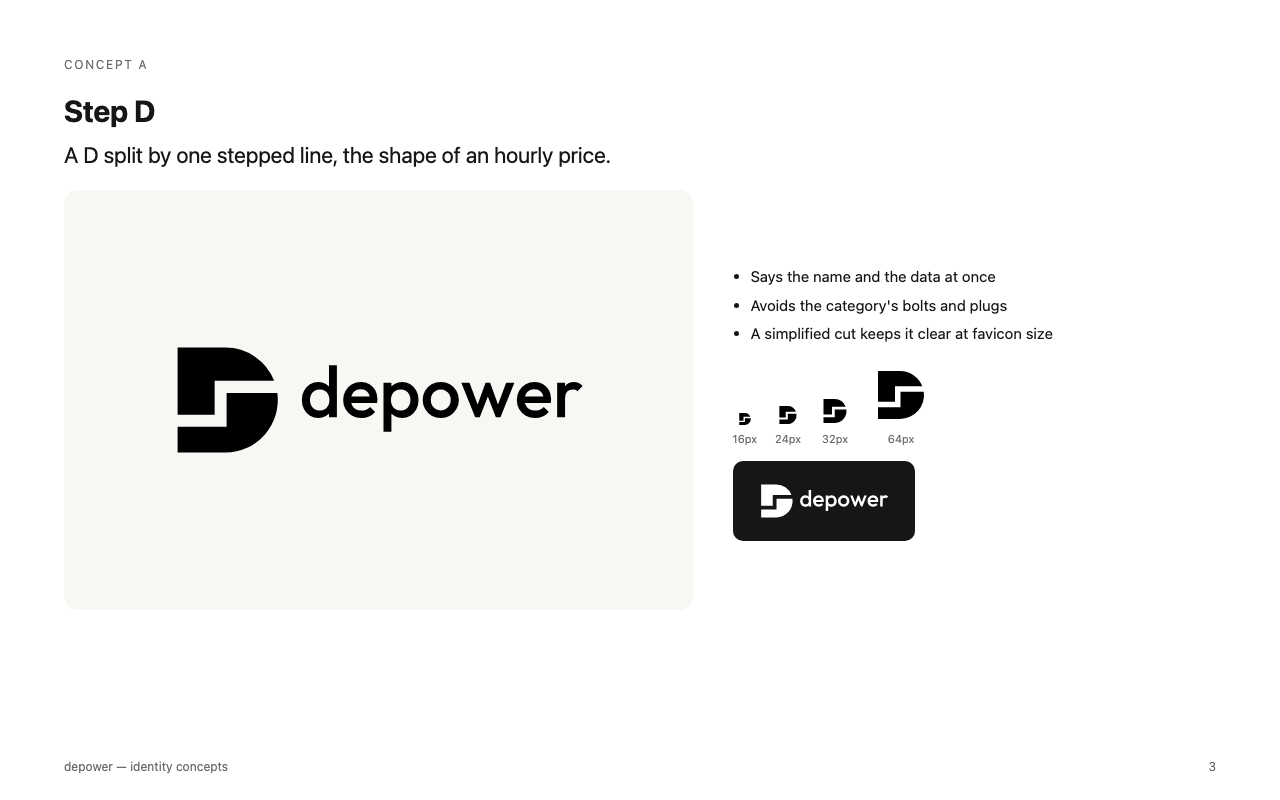 CONCEPT A
Step D
A D split by one stepped line, the shape of an hourly price.
depower
Says the name and the data at once
Avoids the category's bolts and plugs
A simplified cut keeps it clear at favicon size
16px 24px 32px 64px
depower
depower — identity concepts
3